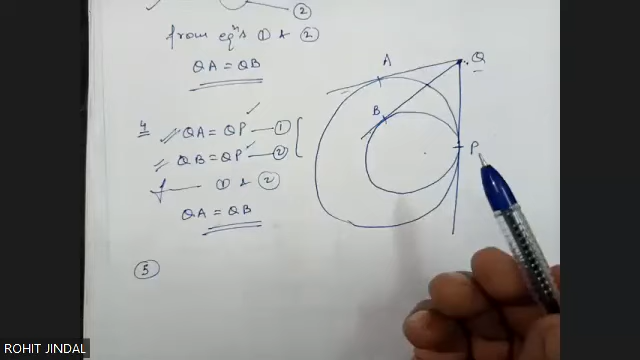 ②
from eqⁿs ① & ②
QA = QB
4 QA = QP — ①
QB = QP — ②
f ① & ②
QA = QB
⑤
A
B
Q
P
ROHIT JINDAL